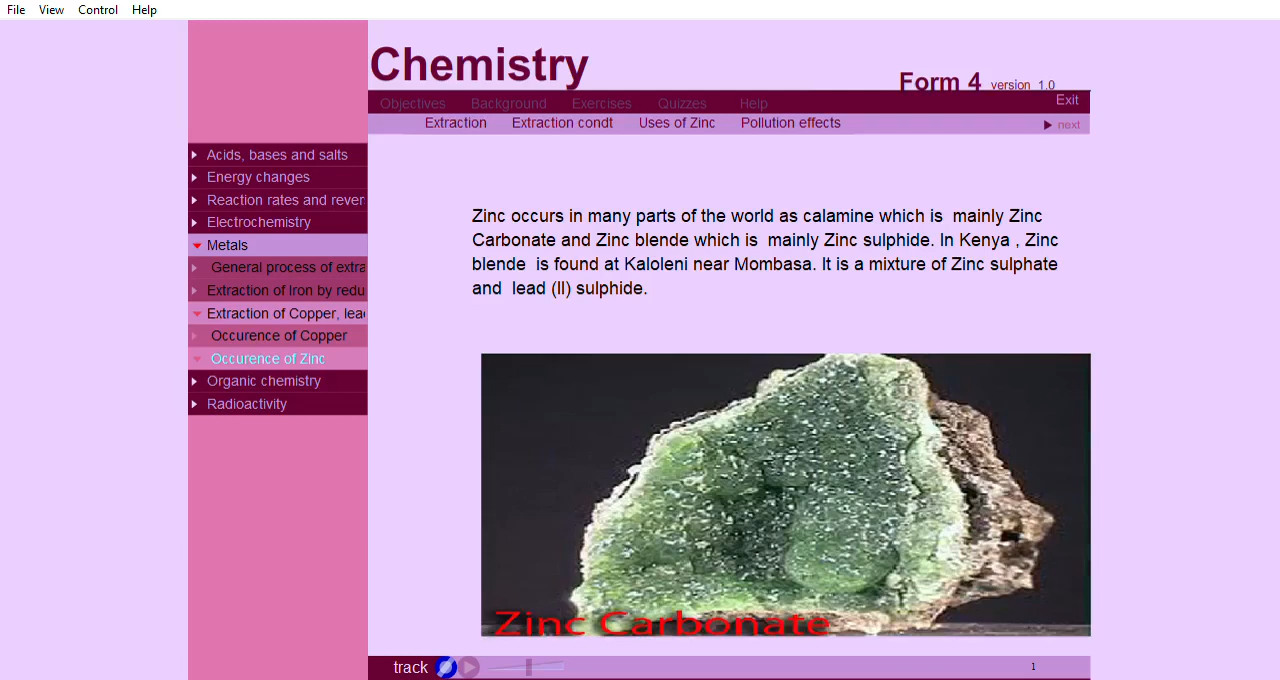 File View Control Help
Chemistry
Form 4 version 1.0
Objectives Background Exercises Quizzes Help Exit
Extraction Extraction condt Uses of Zinc Pollution effects next
Acids, bases and salts
Energy changes
Reaction rates and rever
Electrochemistry
Metals
General process of extra
Extraction of Iron by redu
Extraction of Copper, lea
Occurence of Copper
Occurence of Zinc
Organic chemistry
Radioactivity
Zinc occurs in many parts of the world as calamine which is mainly Zinc
Carbonate and Zinc blende which is mainly Zinc sulphide. In Kenya , Zinc
blende is found at Kaloleni near Mombasa. It is a mixture of Zinc sulphate
and lead (II) sulphide.
Zinc Carbonate
track 1